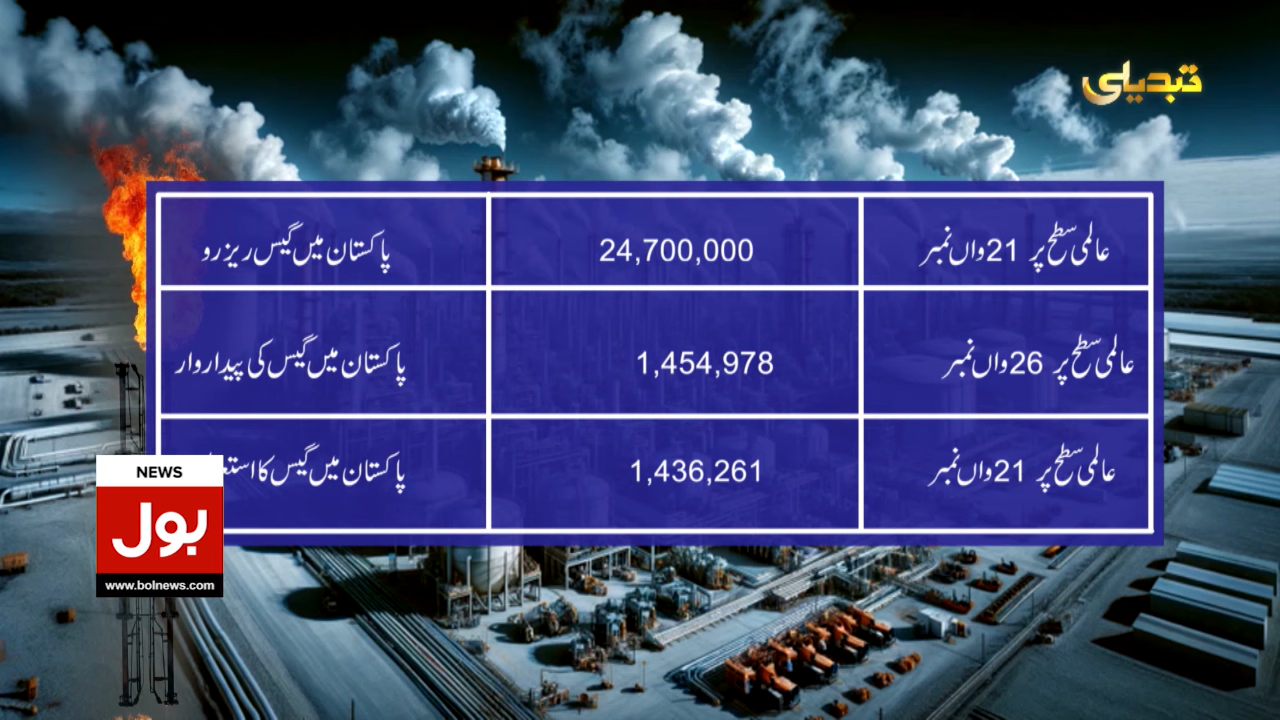 تبدیلی
عالمی سطح پر 21واں نمبر 24,700,000 پاکستان میں گیس ریزرو
عالمی سطح پر 26واں نمبر 1,454,978 پاکستان میں گیس کی پیداروار
عالمی سطح پر 21واں نمبر 1,436,261 پاکستان میں گیس کا
NEWS
بول
www.bolnews.com